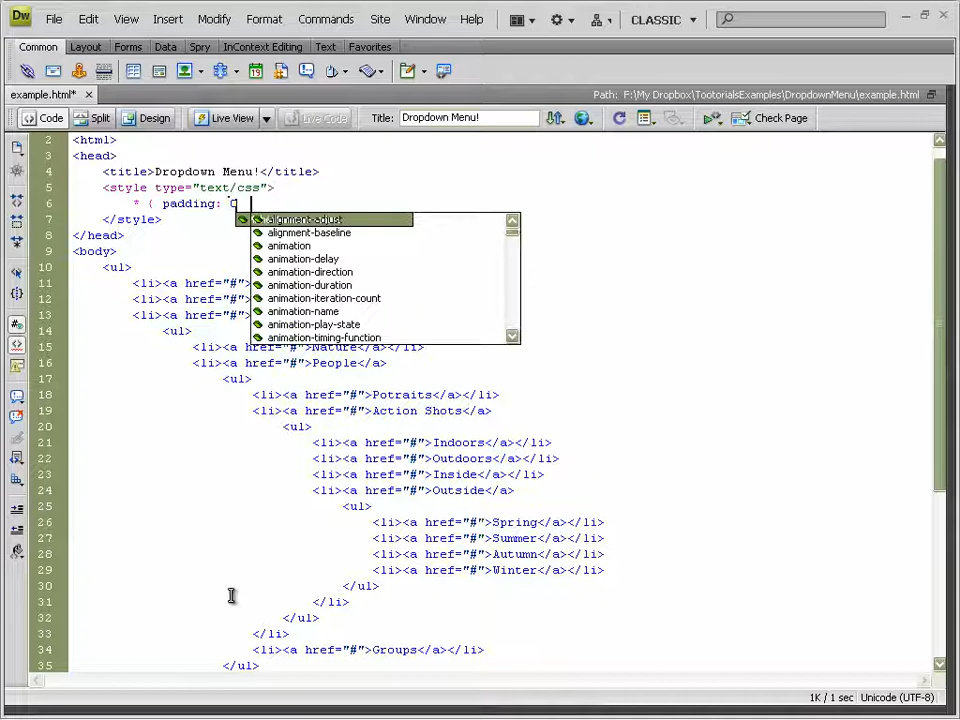 Dw File Edit View Insert Modify Format Commands Site Window Help CLASSIC
Common Layout Forms Data Spry InContext Editing Text Favorites
example.html* Path: F:\My Dropbox\TootorialsExamples\DropdownMenu\example.html
Code Split Design Live View Live Code Title: Dropdown Menu! Check Page
2 <html>
3 <head>
4 <title>Dropdown Menu!</title>
5 <style type="text/css">
6 * { padding:
7 </style>
alignment-adjust
8 </head>
alignment-baseline
9 <body>
animation
10 <ul>
animation-delay
animation-direction
11 <li><a href="#">
animation-duration
12 <li><a href="#">
animation-iteration-count
13 <li><a href="#">
animation-name
14 <ul>
animation-play-state
animation-timing-function
15 <li><a href="#">Nature</a></li>
16 <li><a href="#">People</a>
17 <ul>
18 <li><a href="#">Potraits</a></li>
19 <li><a href="#">Action Shots</a>
20 <ul>
21 <li><a href="#">Indoors</a></li>
22 <li><a href="#">Outdoors</a></li>
23 <li><a href="#">Inside</a></li>
24 <li><a href="#">Outside</a>
25 <ul>
26 <li><a href="#">Spring</a></li>
27 <li><a href="#">Summer</a></li>
28 <li><a href="#">Autumn</a></li>
29 <li><a href="#">Winter</a></li>
30 </ul>
31 </li>
32 </ul>
33 </li>
34 <li><a href="#">Groups</a></li>
35 </ul>
1K / 1 sec Unicode (UTF-8)